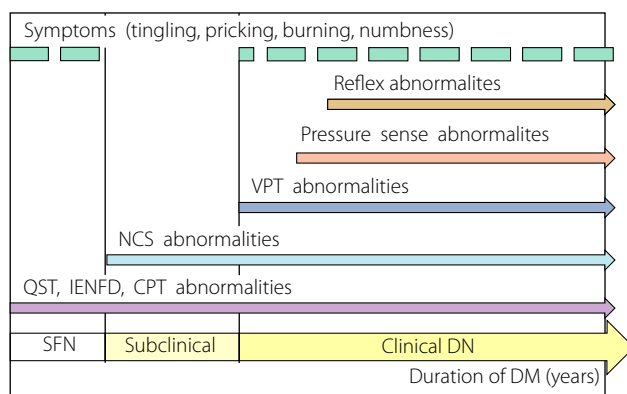 Symptoms (tingling, pricking, burning, numbness)
Reflex abnormalites
Pressure sense abnormalites
VPT abnormalities
NCS abnormalities
QST, IENFD, CPT abnormalities
SFN Subclinical Clinical DN
Duration of DM (years)